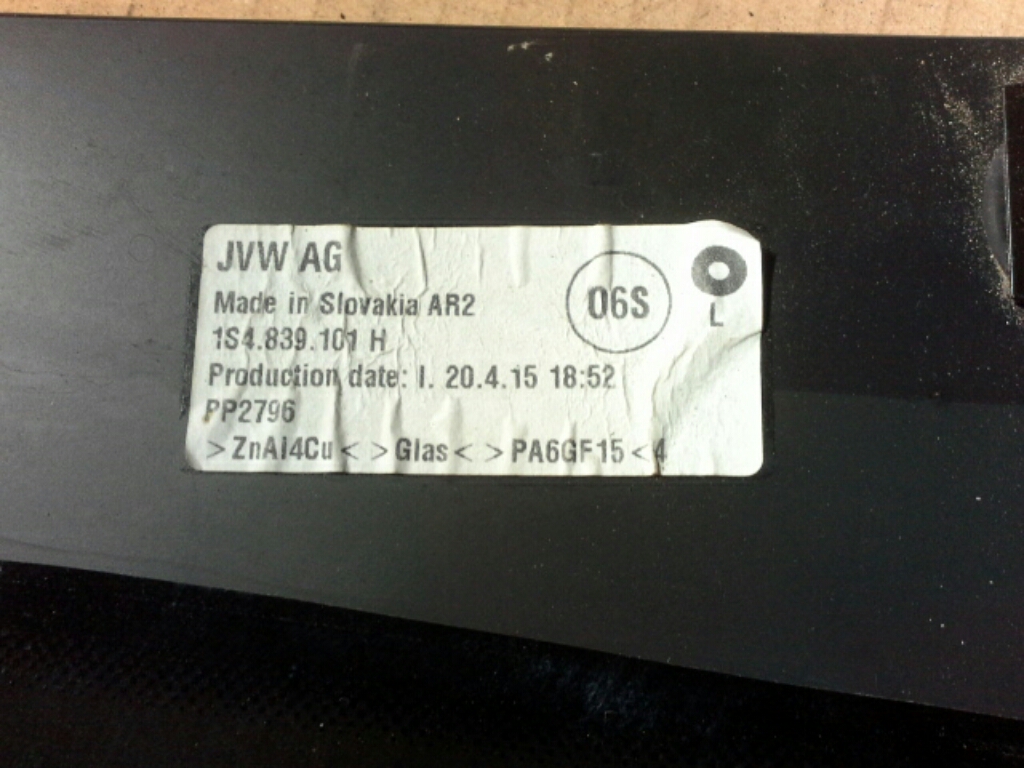 JVW AG
Made in Slovakia AR2
06S
L
1S4.839.101 H
Production date: I. 20.4.15 18:52
PP2796
>ZnAl4Cu< >Glas< >PA6GF15<4